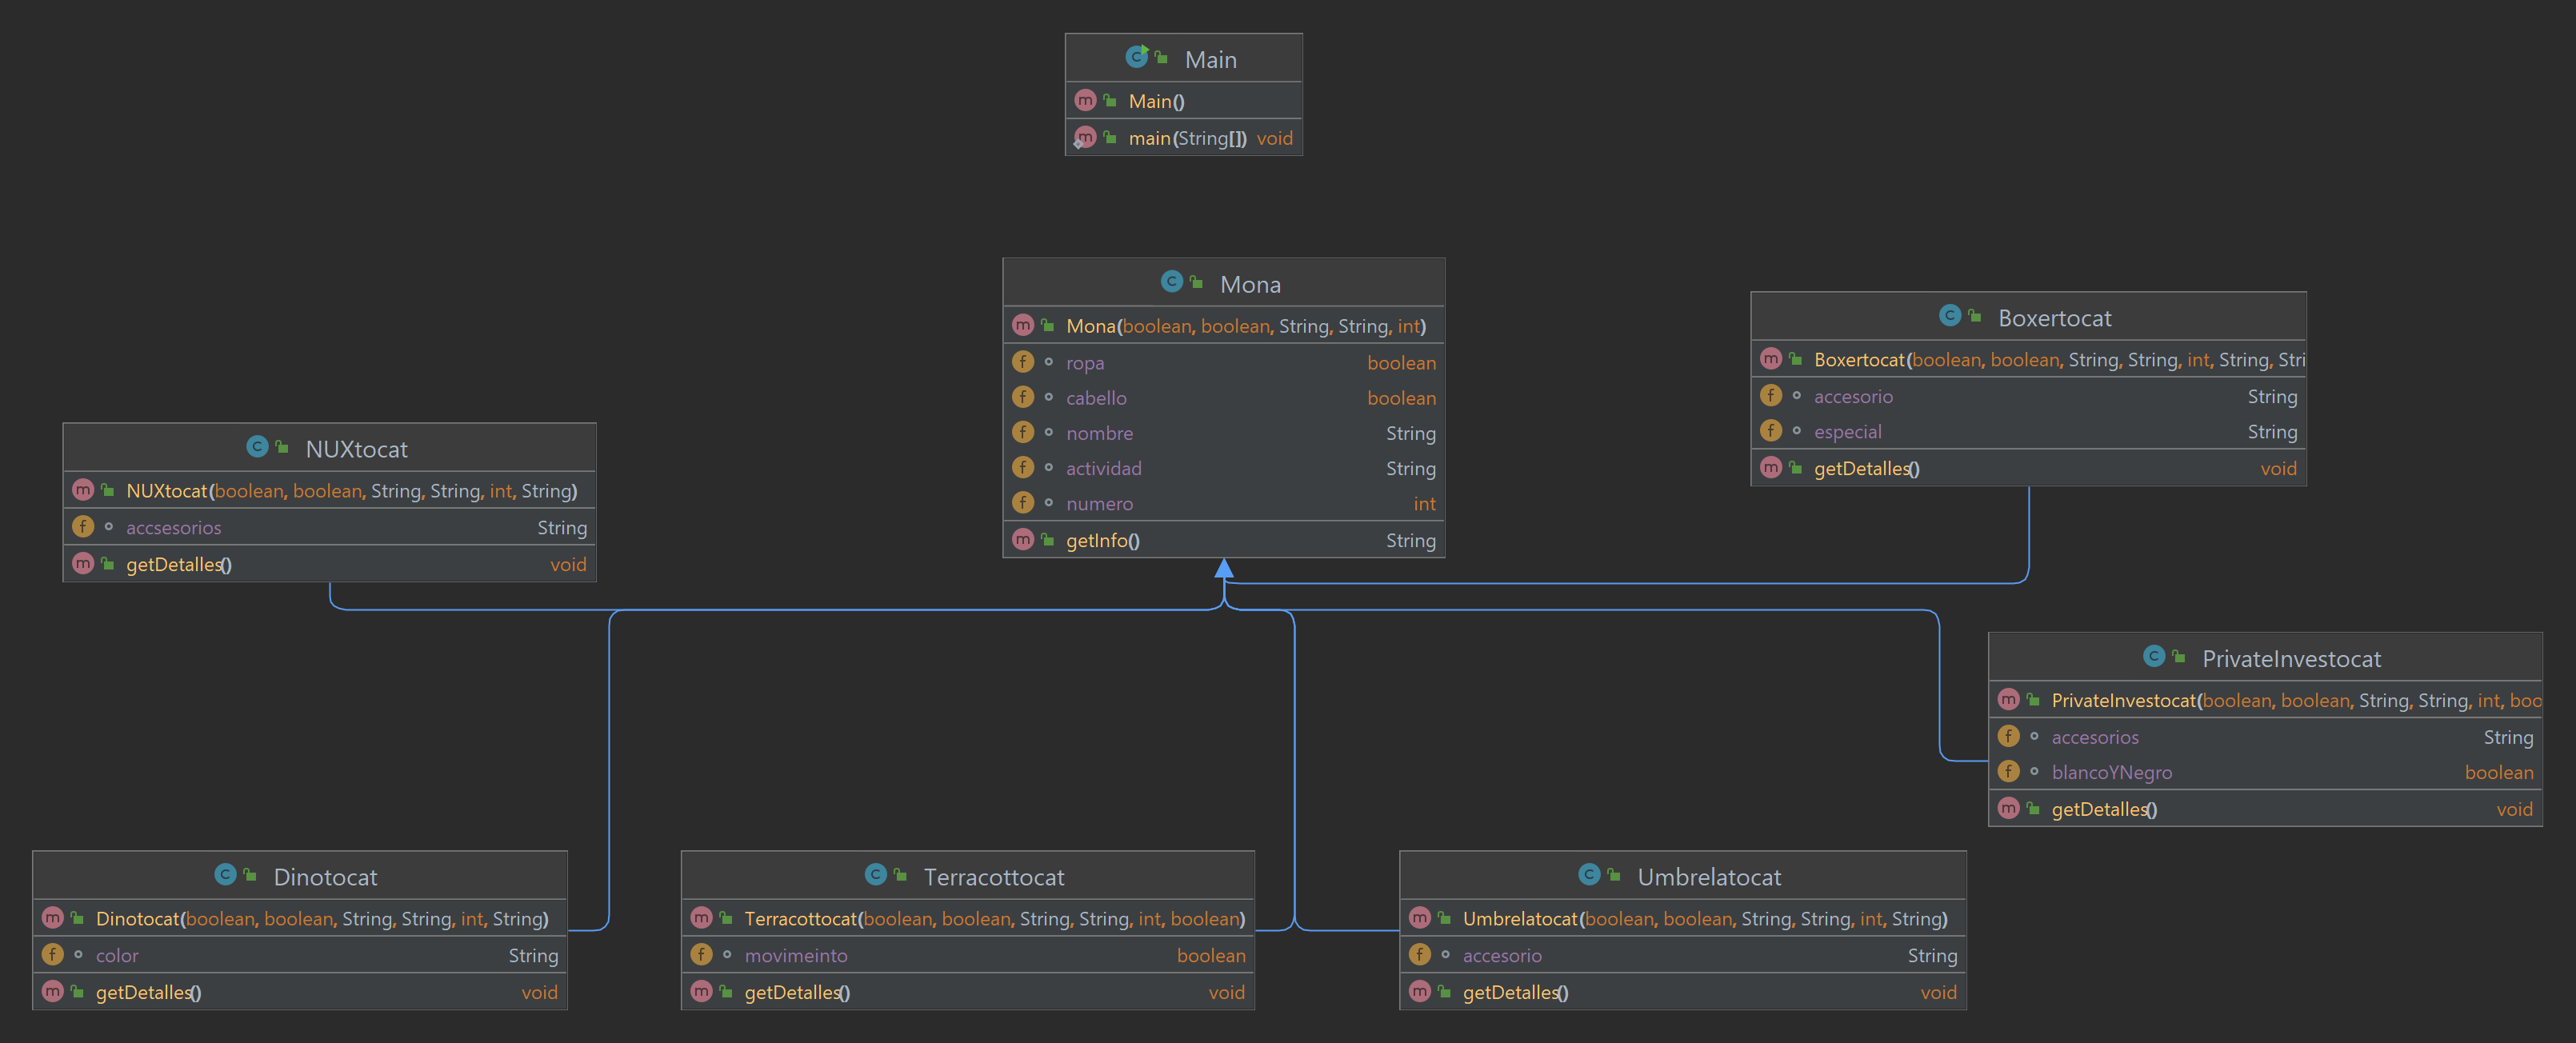 Main
Main()
main(String[]) void
Mona
Mona(boolean, boolean, String, String, int)
ropa boolean
cabello boolean
nombre String
actividad String
numero int
getInfo() String
Boxertocat
Boxertocat(boolean, boolean, String, String, int, String, Stri
accesorio String
especial String
getDetalles() void
NUXtocat
NUXtocat(boolean, boolean, String, String, int, String)
accsesorios String
getDetalles() void
PrivateInvestocat
PrivateInvestocat(boolean, boolean, String, String, int, boo
accesorios String
blancoYNegro boolean
getDetalles() void
Dinotocat
Dinotocat(boolean, boolean, String, String, int, String)
color String
getDetalles() void
Terracottocat
Terracottocat(boolean, boolean, String, String, int, boolean)
movimeinto boolean
getDetalles() void
Umbrelatocat
Umbrelatocat(boolean, boolean, String, String, int, String)
accesorio String
getDetalles() void